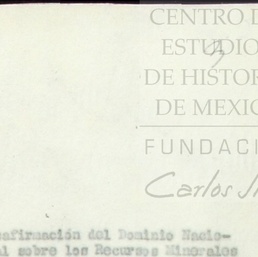 CENTRO D
ESTUDIO
DE HISTOR
DE MEXIC
FUNDACI
Carlos
eafirmación del Dominio Nacio-
al sobre los Recursos Minerales